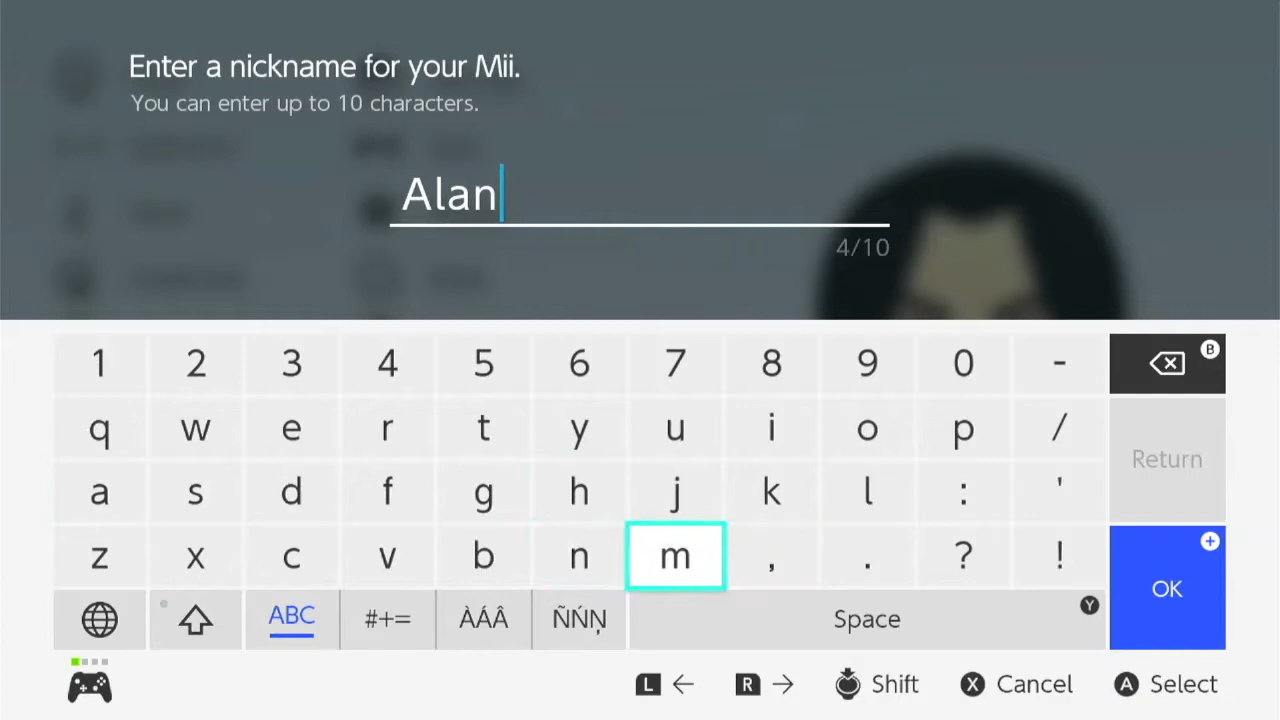 Enter a nickname for your Mii.
You can enter up to 10 characters.
Alan
4/10
1 2 3 4 5 6 7 8 9 0 - B
q w e r t y u i o p /
Return
a s d f g h j k l : '
z x c v b n m , . ? ! +
OK
ABC #+= ÀÁÂ ÑŃŅ Space Y
L ← R → Shift X Cancel A Select